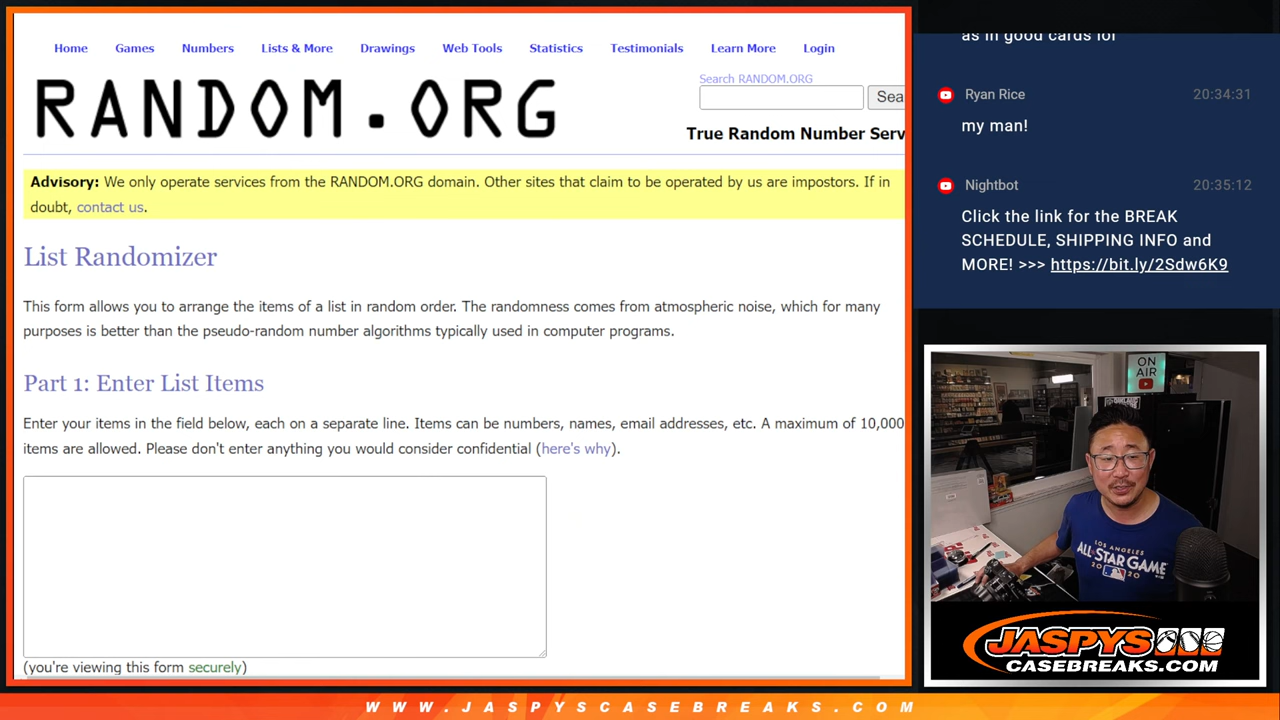 Home Games Numbers Lists & More Drawings Web Tools Statistics Testimonials Learn More Login
RANDOM.ORG
Search RANDOM.ORG
Sea
True Random Number Serv
Advisory: We only operate services from the RANDOM.ORG domain. Other sites that claim to be operated by us are impostors. If in
doubt, contact us.
List Randomizer
This form allows you to arrange the items of a list in random order. The randomness comes from atmospheric noise, which for many
purposes is better than the pseudo-random number algorithms typically used in computer programs.
Part 1: Enter List Items
Enter your items in the field below, each on a separate line. Items can be numbers, names, email addresses, etc. A maximum of 10,000
items are allowed. Please don't enter anything you would consider confidential (here's why).
(you're viewing this form securely)
as in good cards lol
Ryan Rice 20:34:31
my man!
Nightbot 20:35:12
Click the link for the BREAK
SCHEDULE, SHIPPING INFO and
MORE! >>> https://bit.ly/2Sdw6K9
ON
AIR
LOS ANGELES
ALL STAR GAME
2020
JASPYS
CASEBREAKS.COM
WWW.JASPYSCASEBREAKS.COM